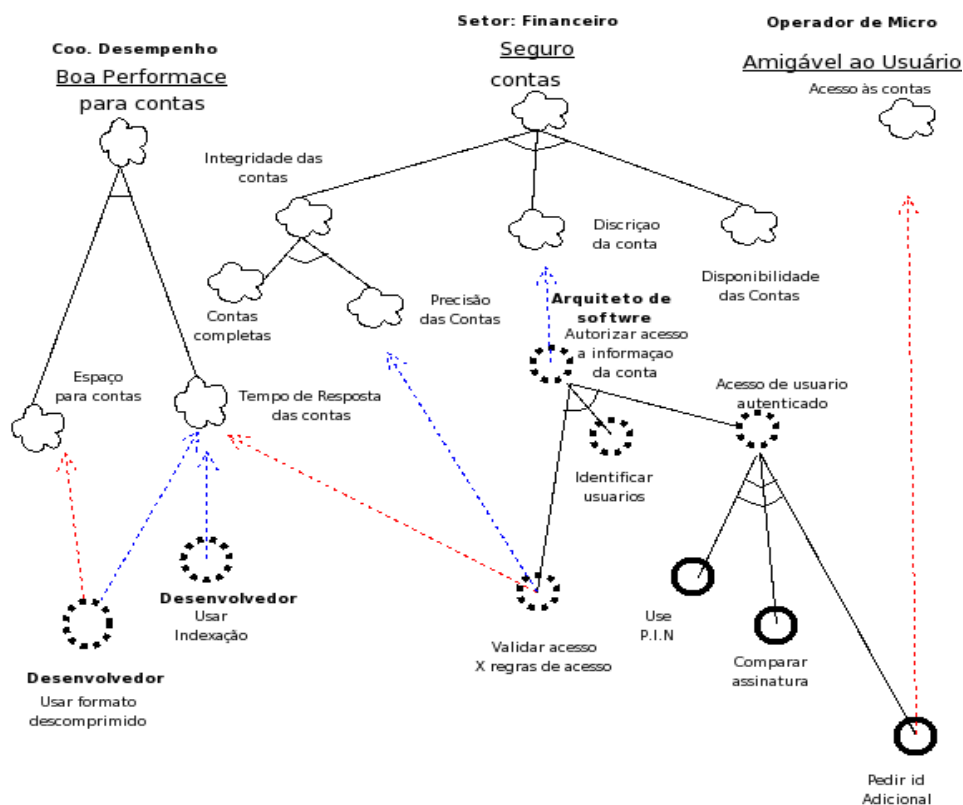 Setor: Financeiro
Operador de Micro
Coo. Desempenho
Seguro
contas
Boa Performace
para contas
Amigável ao Usuário
Acesso às contas
Integridade das
contas
Discriçao
da conta
Disponibilidade
das Contas
Contas
completas
Precisão
das Contas
Arquiteto de
softwre
Autorizar acesso
a informaçao
da conta
Espaço
para contas
Tempo de Resposta
das contas
Acesso de usuario
autenticado
Identificar
usuarios
Desenvolvedor
Usar
Indexação
Use
P.I.N
Validar acesso
X regras de acesso
Comparar
assinatura
Desenvolvedor
Usar formato
descomprimido
Pedir id
Adicional